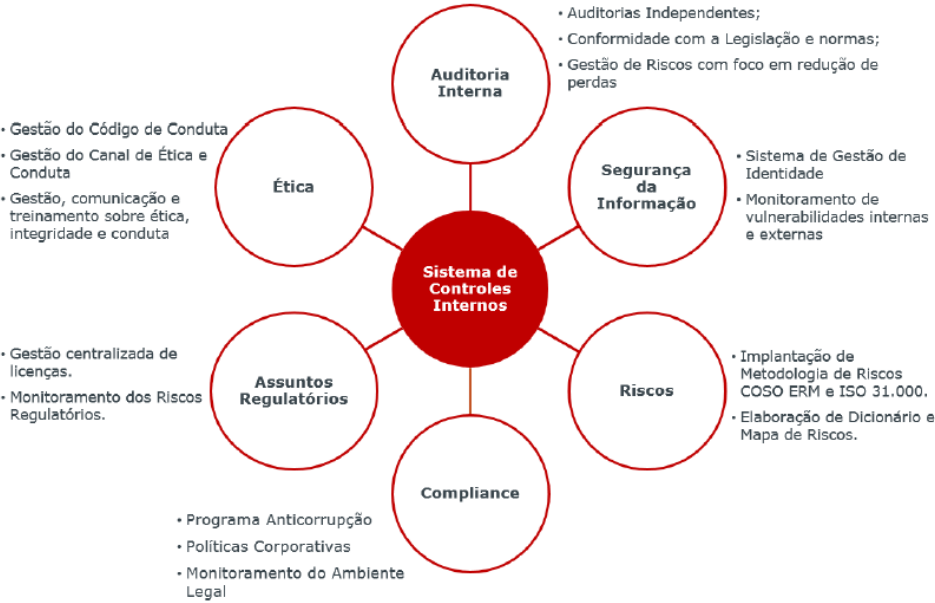 Auditoria
Interna
• Auditorias Independentes;
• Conformidade com a Legislação e normas;
• Gestão de Riscos com foco em redução de
perdas
Segurança
da
Informação
• Sistema de Gestão de
Identidade
• Monitoramento de
vulnerabilidades internas
e externas
Riscos
• Implantação de
Metodologia de Riscos
COSO ERM e ISO 31.000.
• Elaboração de Dicionário e
Mapa de Riscos.
Compliance
• Programa Anticorrupção
• Políticas Corporativas
• Monitoramento do Ambiente
Legal
Assuntos
Regulatórios
• Gestão centralizada de
licenças.
• Monitoramento dos Riscos
Regulatórios.
Ética
• Gestão do Código de Conduta
• Gestão do Canal de Ética e
Conduta
• Gestão, comunicação e
treinamento sobre ética,
integridade e conduta
Sistema de
Controles
Internos